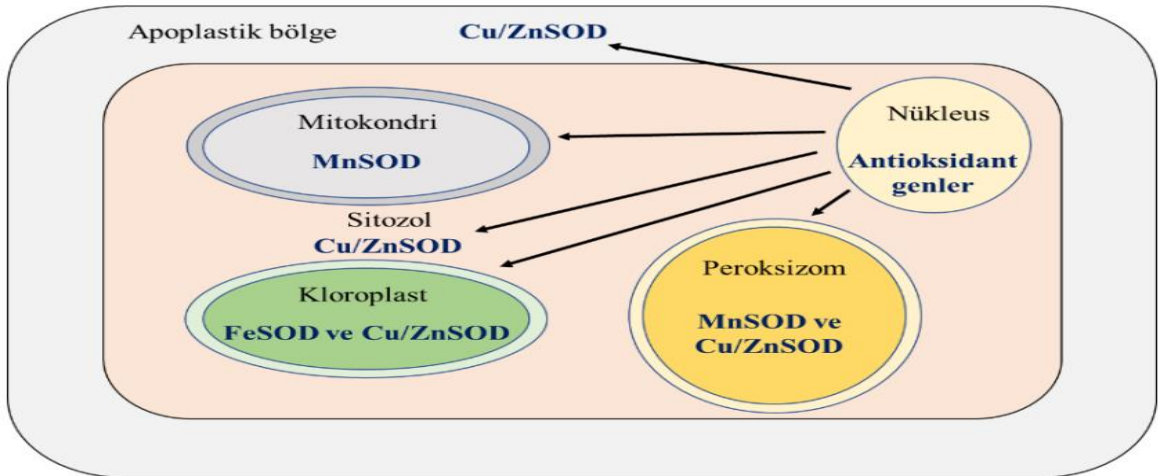 Apoplastik bölge
Cu/ZnSOD
Mitokondri
MnSOD
Nükleus
Antioksidant
genler
Sitozol
Cu/ZnSOD
Kloroplast
FeSOD ve Cu/ZnSOD
Peroksizom
MnSOD ve
Cu/ZnSOD